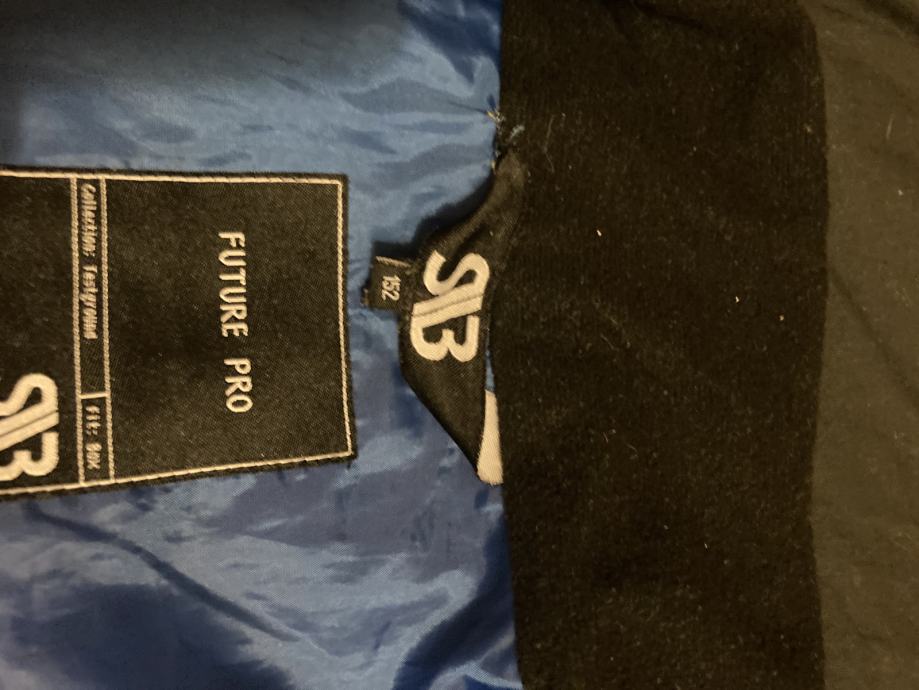 SB
152
FUTURE PRO
Collection: Testground
Fit: Box
SB